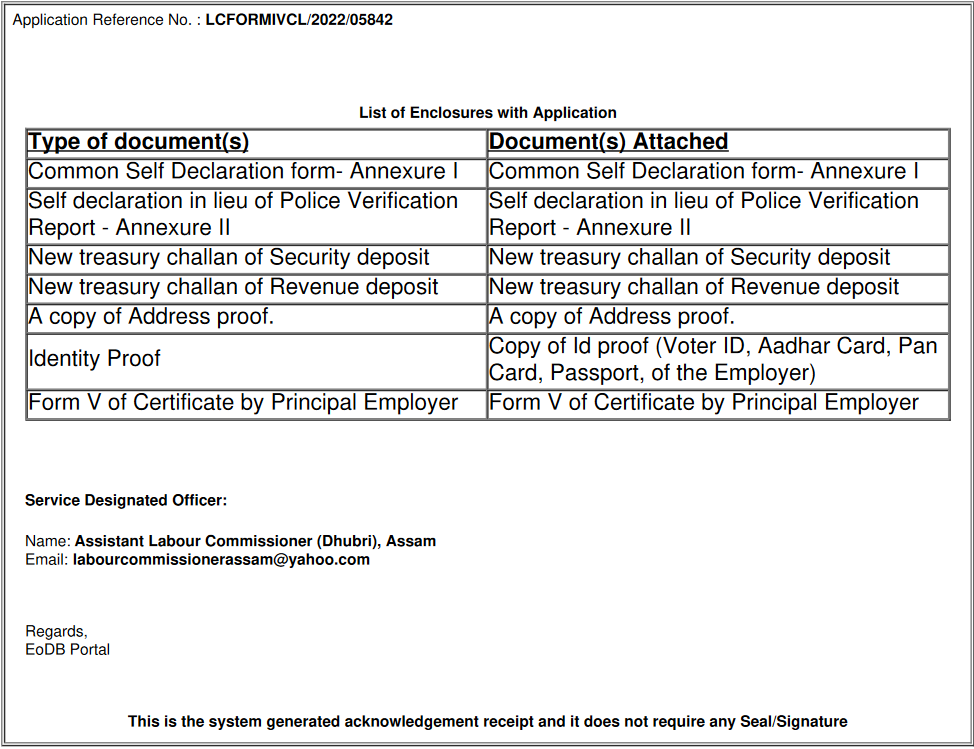 Application Reference No. : LCFORMIVCL/2022/05842
List of Enclosures with Application
Type of document(s) Document(s) Attached
Common Self Declaration form- Annexure I Common Self Declaration form- Annexure I
Self declaration in lieu of Police Verification Self declaration in lieu of Police Verification
Report - Annexure II Report - Annexure II
New treasury challan of Security deposit New treasury challan of Security deposit
New treasury challan of Revenue deposit New treasury challan of Revenue deposit
A copy of Address proof. A copy of Address proof.
Identity Proof
Copy of Id proof (Voter ID, Aadhar Card, Pan
Card, Passport, of the Employer)
Form V of Certificate by Principal Employer Form V of Certificate by Principal Employer
Service Designated Officer:
Name: Assistant Labour Commissioner (Dhubri), Assam
Email: labourcommissionerassam@yahoo.com
Regards,
EoDB Portal
This is the system generated acknowledgement receipt and it does not require any Seal/Signature